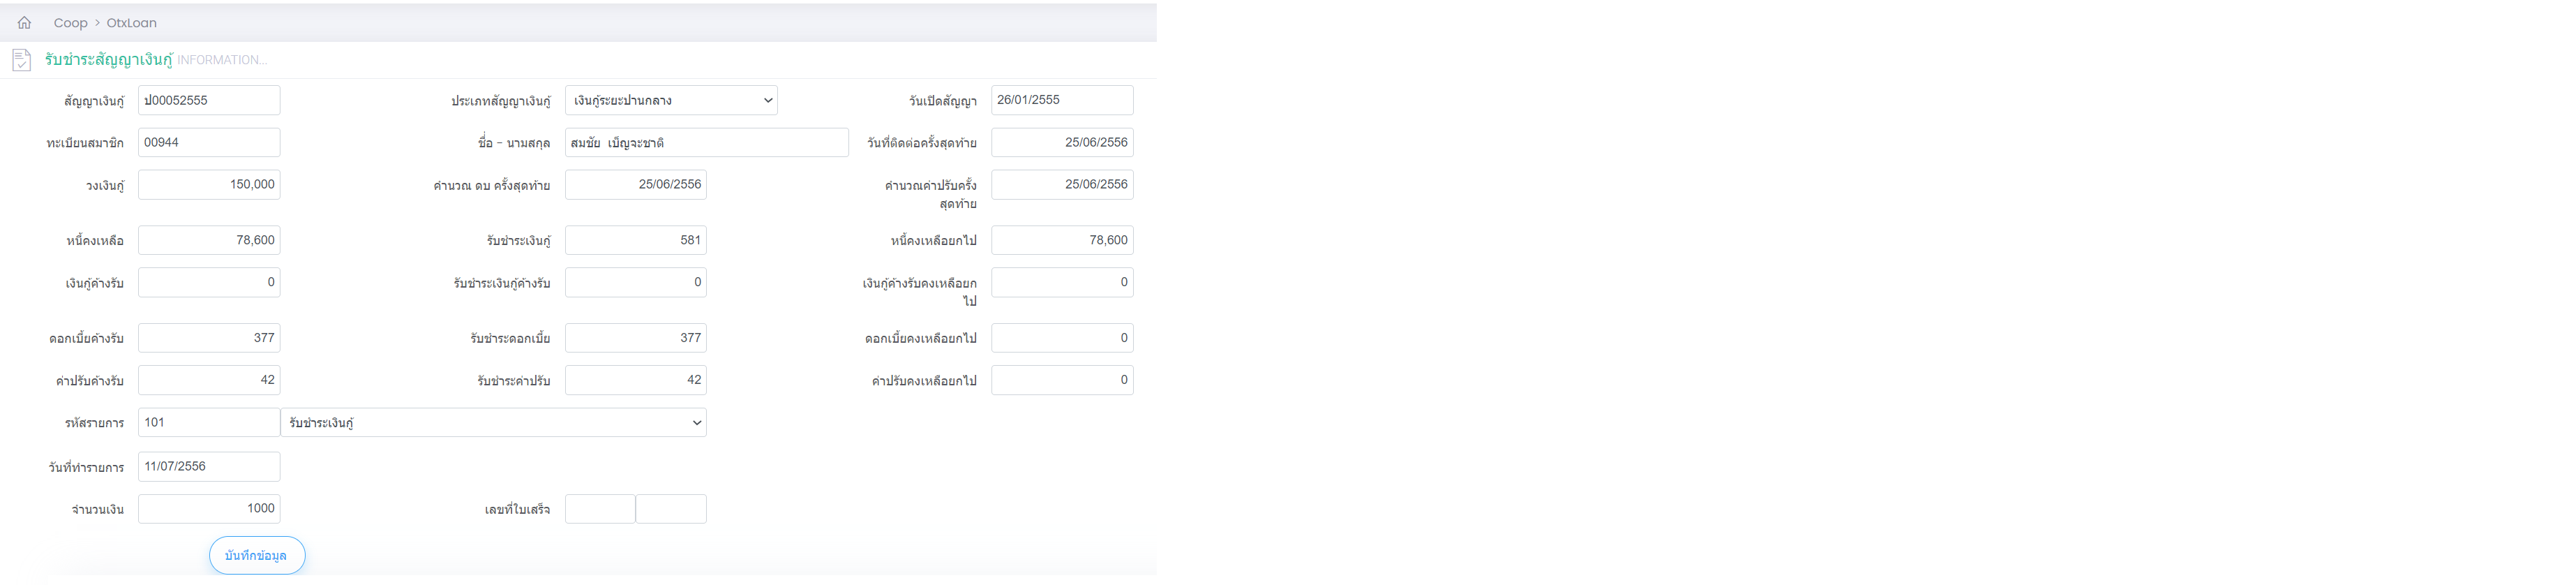 Coop > OtxLoan
รับชำระสัญญาเงินกู้ INFORMATION...
สัญญาเงินกู้ ป00052555 ประเภทสัญญาเงินกู้ เงินกู้ระยะปานกลาง วันเปิดสัญญา 26/01/2555
ทะเบียนสมาชิก 00944 ชื่อ - นามสกุล สมชัย เบ็ญจะชาติ วันที่ติดต่อครั้งสุดท้าย 25/06/2556
วงเงินกู้ 150,000 คำนวณ ดบ ครั้งสุดท้าย 25/06/2556 คำนวณค่าปรับครั้ง 25/06/2556
สุดท้าย
หนี้คงเหลือ 78,600 รับชำระเงินกู้ 581 หนี้คงเหลือยกไป 78,600
เงินกู้ค้างรับ 0 รับชำระเงินกู้ค้างรับ 0 เงินกู้ค้างรับคงเหลือยก 0
ไป
ดอกเบี้ยค้างรับ 377 รับชำระดอกเบี้ย 377 ดอกเบี้ยคงเหลือยกไป 0
ค่าปรับค้างรับ 42 รับชำระค่าปรับ 42 ค่าปรับคงเหลือยกไป 0
รหัสรายการ 101 รับชำระเงินกู้
วันที่ทำรายการ 11/07/2556
จำนวนเงิน 1000 เลขที่ใบเสร็จ
บันทึกข้อมูล